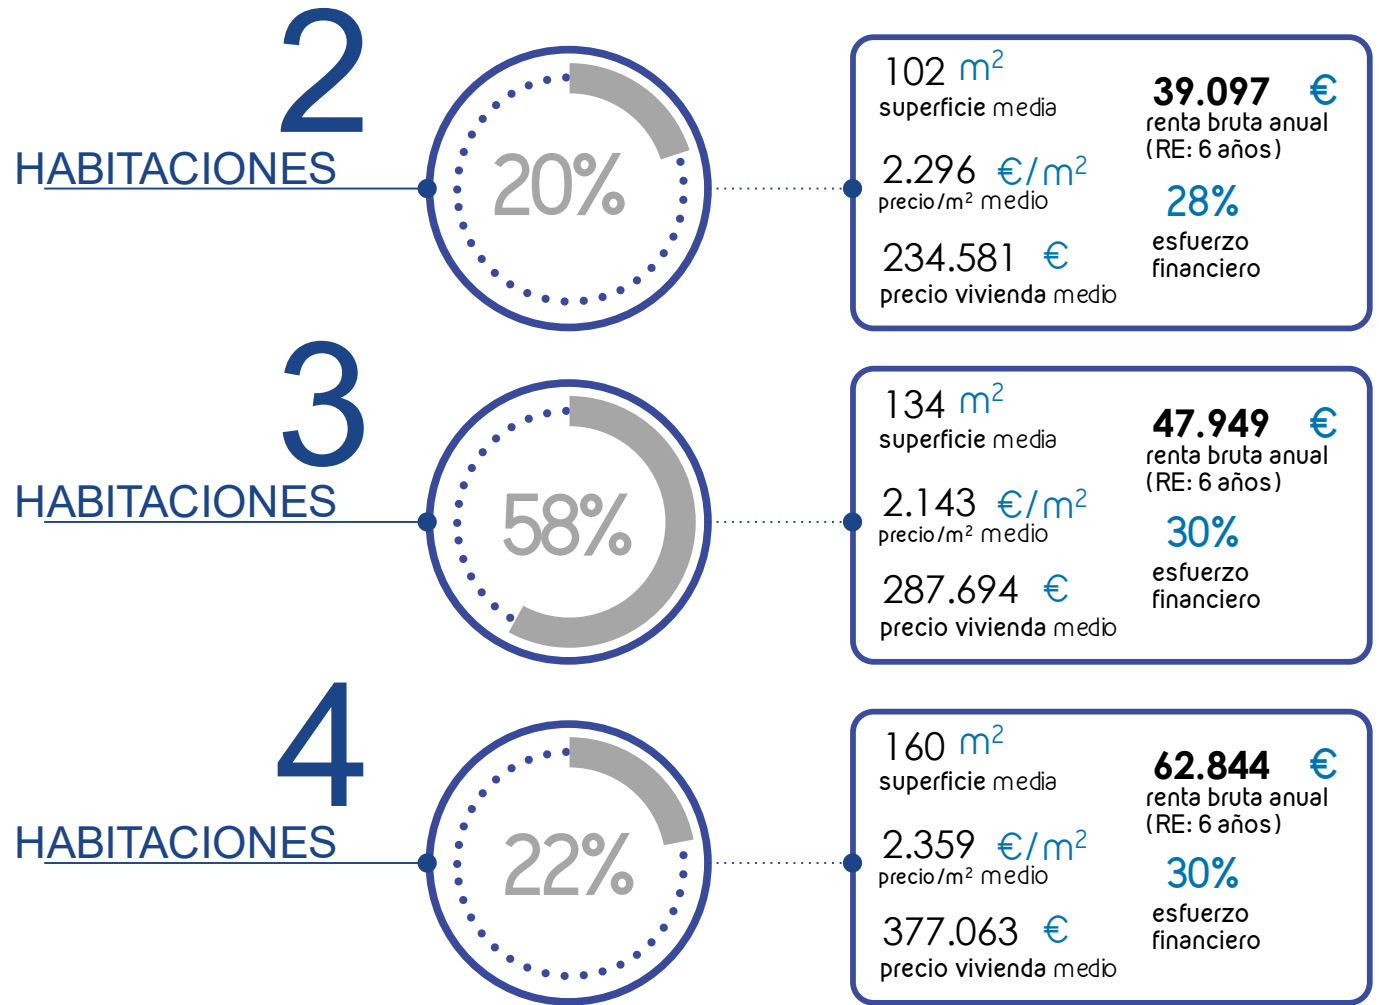 2
HABITACIONES
20%
102 m²
superficie media
2.296 €/m²
precio/m² medio
234.581 €
precio vivienda medio
39.097 €
renta bruta anual
(RE: 6 años)
28%
esfuerzo
financiero
3
HABITACIONES
58%
134 m²
superficie media
2.143 €/m²
precio/m² medio
287.694 €
precio vivienda medio
47.949 €
renta bruta anual
(RE: 6 años)
30%
esfuerzo
financiero
4
HABITACIONES
22%
160 m²
superficie media
2.359 €/m²
precio/m² medio
377.063 €
precio vivienda medio
62.844 €
renta bruta anual
(RE: 6 años)
30%
esfuerzo
financiero